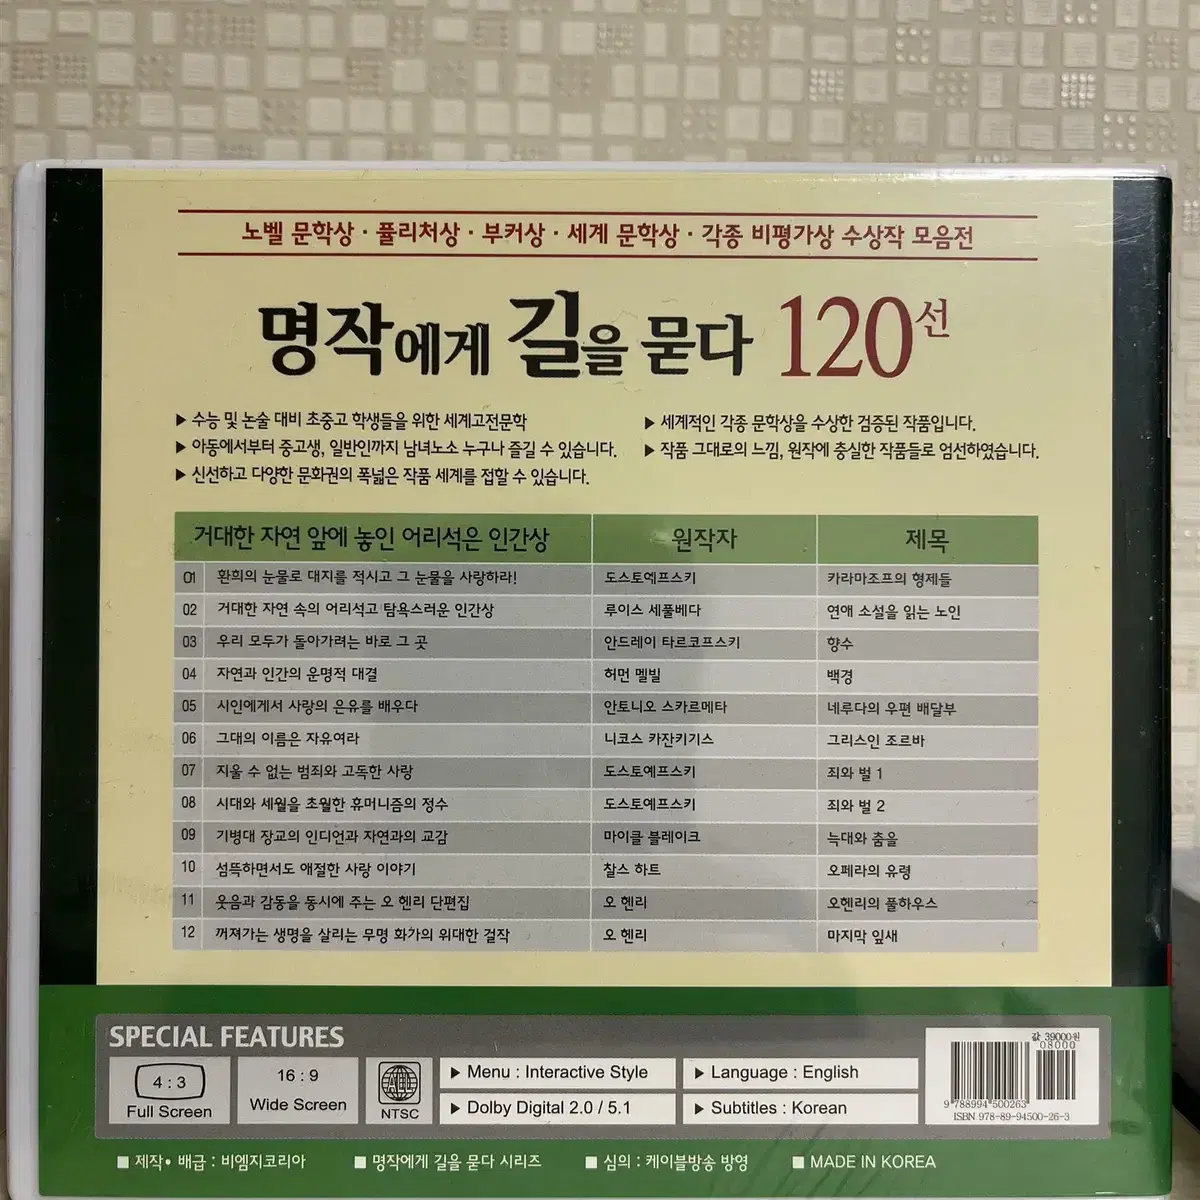 노벨 문학상 · 퓰리처상 · 부커상 · 세계 문학상 · 각종 비평가상 수상작 모음전
명작에게 길을 묻다 120선
▶ 수능 및 논술 대비 초중고 학생들을 위한 세계고전문학
▶ 아동에서부터 중고생, 일반인까지 남녀노소 누구나 즐길 수 있습니다.
▶ 신선하고 다양한 문화권의 폭넓은 작품 세계를 접할 수 있습니다.
▶ 세계적인 각종 문학상을 수상한 검증된 작품입니다.
▶ 작품 그대로의 느낌, 원작에 충실한 작품들로 엄선하였습니다.
거대한 자연 앞에 놓인 어리석은 인간상 원작자 제목
01 환희의 눈물로 대지를 적시고 그 눈물을 사랑하라! 도스토예프스키 카라마조프의 형제들
02 거대한 자연 속의 어리석고 탐욕스러운 인간상 루이스 세풀베다 연애 소설을 읽는 노인
03 우리 모두가 돌아가려는 바로 그 곳 안드레이 타르코프스키 향수
04 자연과 인간의 운명적 대결 허먼 멜빌 백경
05 시인에게서 사랑의 은유를 배우다 안토니오 스카르메타 네루다의 우편 배달부
06 그대의 이름은 자유여라 니코스 카잔키기스 그리스인 조르바
07 지울 수 없는 범죄와 고독한 사랑 도스토예프스키 죄와 벌 1
08 시대와 세월을 초월한 휴머니즘의 정수 도스토예프스키 죄와 벌 2
09 기병대 장교의 인디언과 자연과의 교감 마이클 블레이크 늑대와 춤을
10 섬뜩하면서도 애절한 사랑 이야기 찰스 하트 오페라의 유령
11 웃음과 감동을 동시에 주는 오 헨리 단편집 오 헨리 오헨리의 풀하우스
12 꺼져가는 생명을 살리는 무명 화가의 위대한 걸작 오 헨리 마지막 잎새
SPECIAL FEATURES
4 : 3
Full Screen
16 : 9
Wide Screen
ALL
NTSC
▶ Menu : Interactive Style
▶ Dolby Digital 2.0 / 5.1
▶ Language : English
▶ Subtitles : Korean
값 39000원
08000
9 788994 500263
ISBN 978-89-94500-26-3
■ 제작• 배급 : 비엠지코리아 ■ 명작에게 길을 묻다 시리즈 ■ 심의 : 케이블방송 방영 ■ MADE IN KOREA